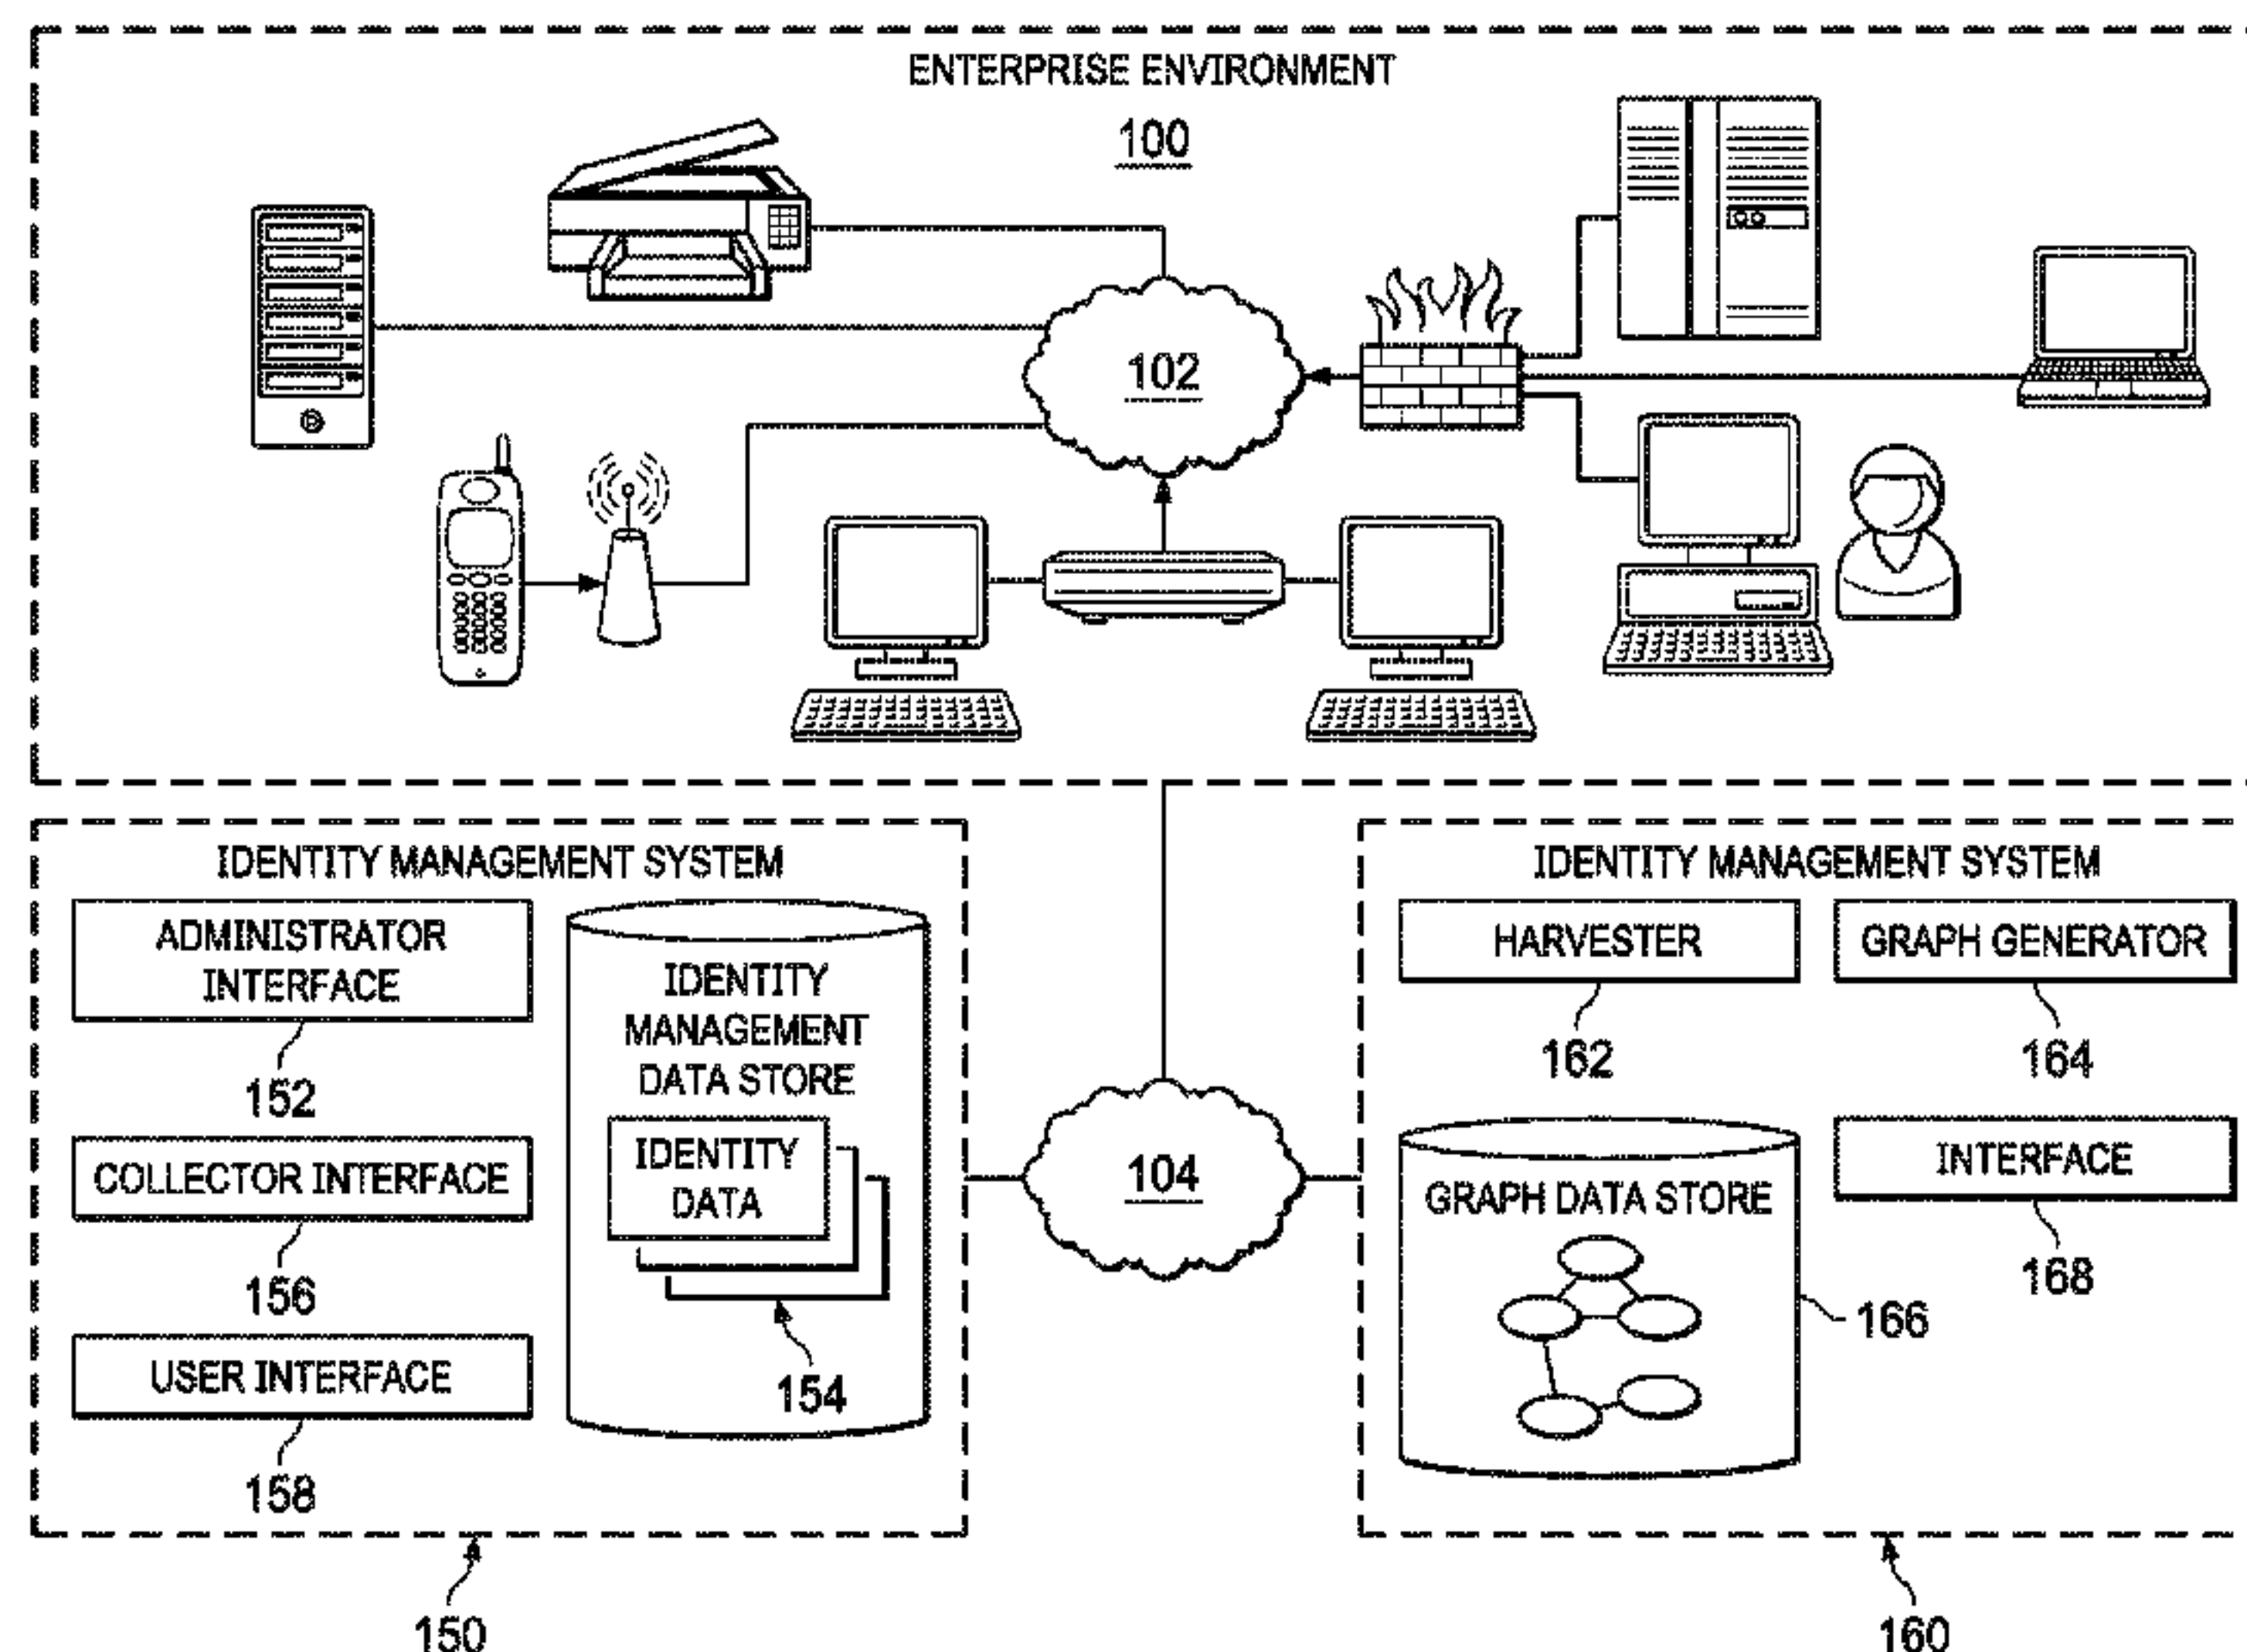 ENTERPRISE ENVIRONMENT
100
102
IDENTITY MANAGEMENT SYSTEM
ADMINISTRATOR
INTERFACE
152
COLLECTOR INTERFACE
156
USER INTERFACE
158
IDENTITY
MANAGEMENT
DATA STORE
IDENTITY
DATA
154
150
104
IDENTITY MANAGEMENT SYSTEM
HARVESTER
162
GRAPH GENERATOR
164
GRAPH DATA STORE
166
INTERFACE
168
160